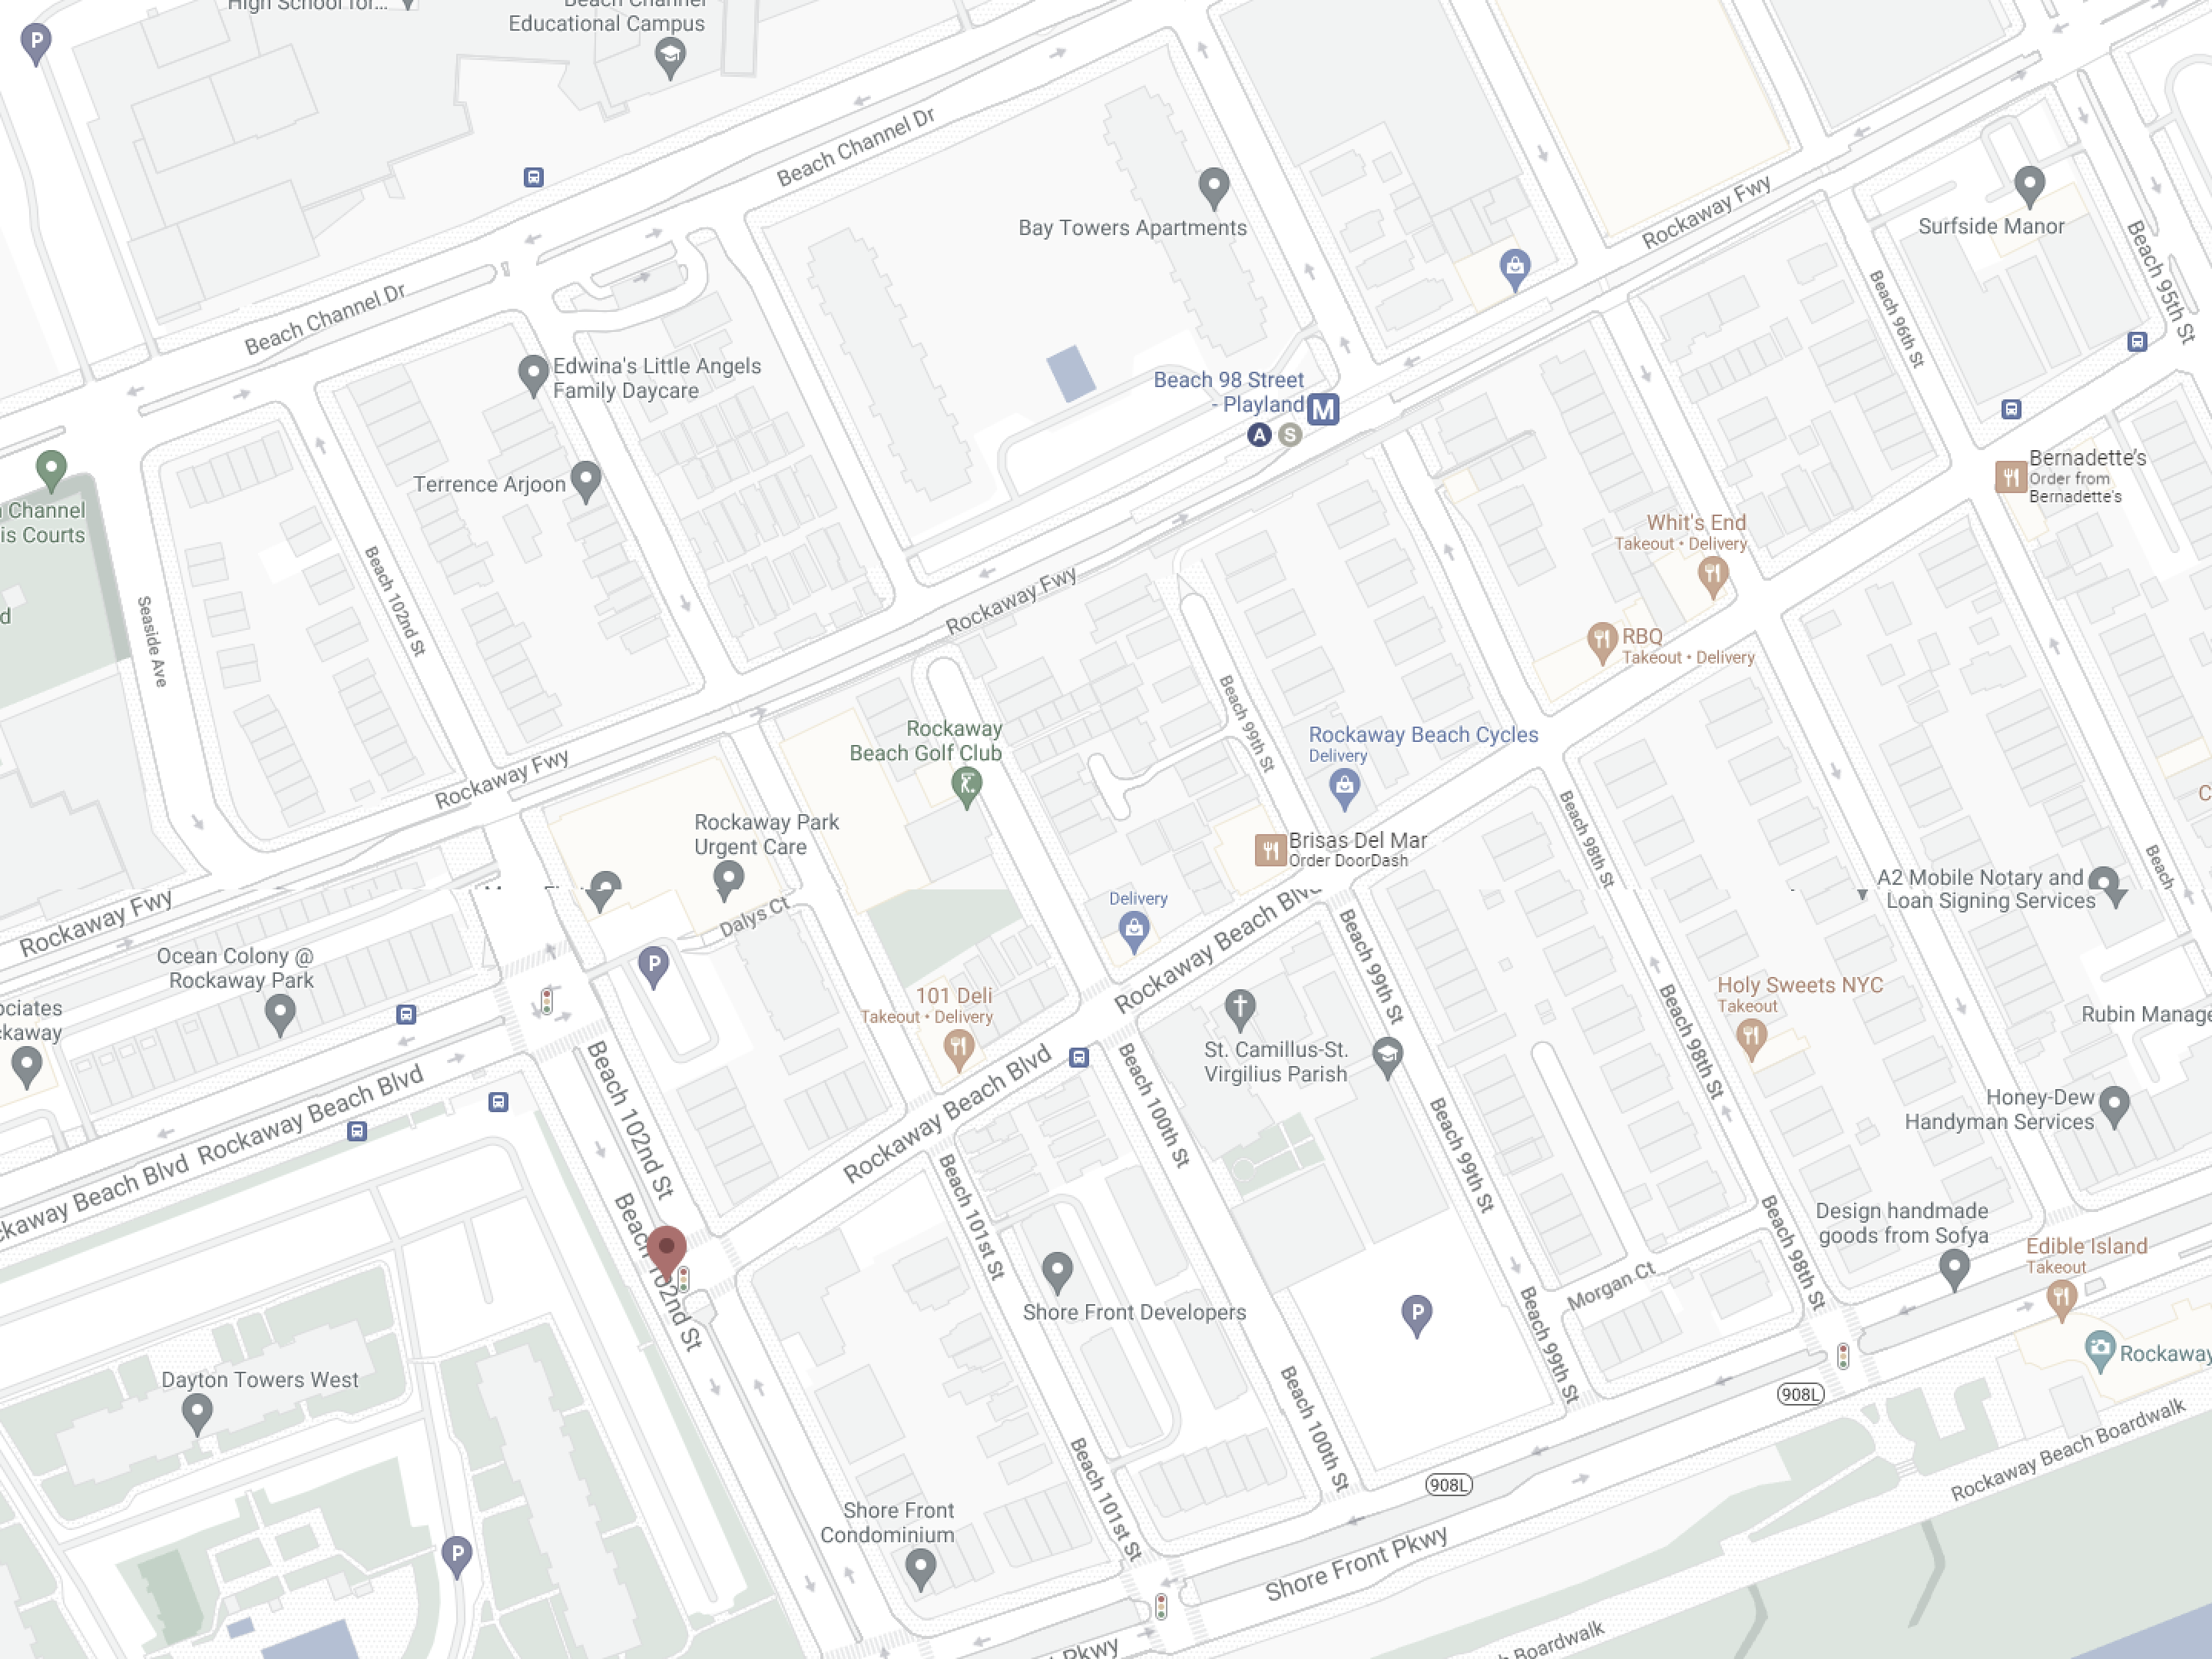 High School for...
Beach Channel
Educational Campus
P
Beach Channel Dr
Bay Towers Apartments
Rockaway Fwy
Surfside Manor
Beach 95th St
Beach 96th St
Beach Channel Dr
Edwina's Little Angels
Family Daycare
Beach 98 Street
- Playland
M
A
S
Terrence Arjoon
Channel
is Courts
d
Bernadette's
Order from
Bernadette's
Whit's End
Takeout • Delivery
Beach 102nd St
Seaside Ave
Rockaway Fwy
RBQ
Takeout • Delivery
Beach 99th St
Rockaway
Beach Golf Club
Rockaway Beach Cycles
Delivery
Rockaway Fwy
Rockaway Park
Urgent Care
Brisas Del Mar
Order DoorDash
Beach 98th St
C
Beach
A2 Mobile Notary and
Loan Signing Services
Rockaway Fwy
Dalys Ct
Delivery
Rockaway Beach Blvd
Beach 99th St
Ocean Colony @
Rockaway Park
P
101 Deli
Takeout • Delivery
Holy Sweets NYC
Takeout
Beach 98th St
Rubin Manage
ociates
ckaway
St. Camillus-St.
Virgilius Parish
Rockaway Beach Blvd
Beach 102nd St
Beach 100th St
Beach 99th St
Honey-Dew
Handyman Services
Rockaway Beach Blvd
ckaway Beach Blvd
Beach 101st St
Beach 102nd St
Beach 98th St
Design handmade
goods from Sofya
Edible Island
Takeout
Morgan Ct
Shore Front Developers
P
Beach 99th St
Rockaway
Dayton Towers West
Beach 100th St
908L
Rockaway Beach Boardwalk
908L
Beach 101st St
Shore Front
Condominium
P
Shore Front Pkwy
Pkwy
Boardwalk